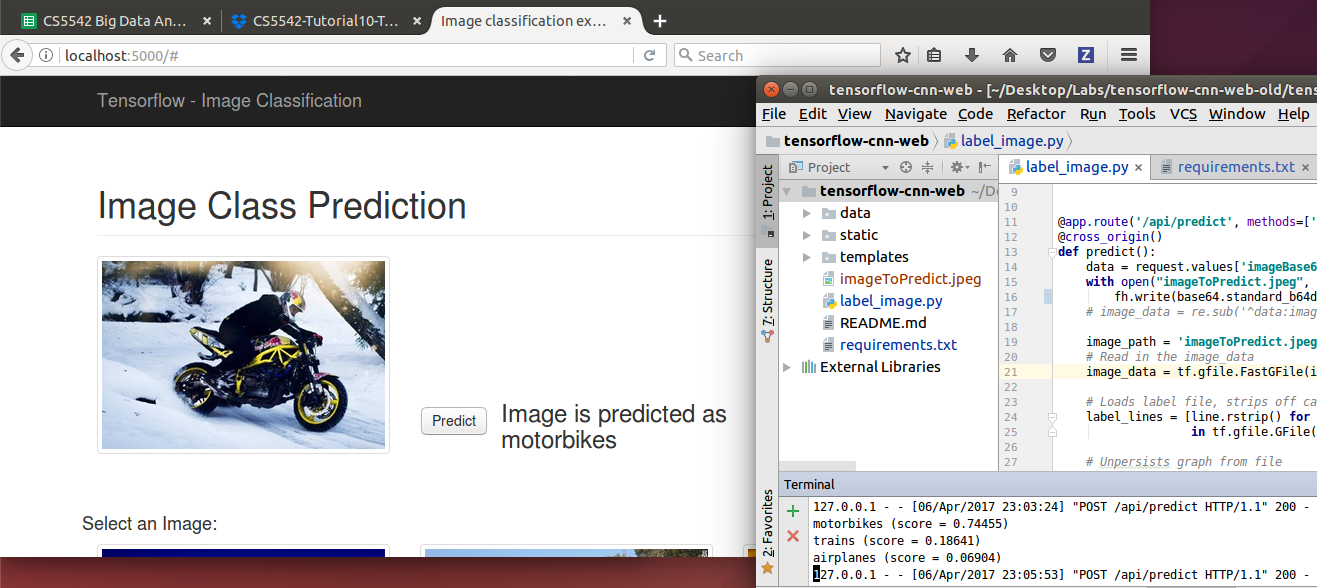 CS5542 Big Data An... ×
CS5542-Tutorial10-T... ×
Image classification ex... × +
localhost:5000/#
Search
Z
Tensorflow - Image Classification
Image Class Prediction
Predict
Image is predicted as
motorbikes
Select an Image:
tensorflow-cnn-web - [~/Desktop/Labs/tensorflow-cnn-web-old/tens
File Edit View Navigate Code Refactor Run Tools VCS Window Help
tensorflow-cnn-web label_image.py
1: Project
7: Structure
2: Favorites
Project
tensorflow-cnn-web ~/D
data
static
templates
imageToPredict.jpeg
label_image.py
README.md
requirements.txt
External Libraries
label_image.py × requirements.txt ×
9
10
11 @app.route('/api/predict', methods=['
12 @cross_origin()
13 def predict():
14 data = request.values['imageBase6
15 with open("imageToPredict.jpeg",
16 fh.write(base64.standard_b64d
17 # image_data = re.sub('^data:imag
18
19 image_path = 'imageToPredict.jpeg
20 # Read in the image_data
21 image_data = tf.gfile.FastGFile(i
22
23 # Loads label file, strips off ca
24 label_lines = [line.rstrip() for
25 in tf.gfile.GFile(
26
27 # Unpersists graph from file
Terminal
127.0.0.1 - - [06/Apr/2017 23:03:24] "POST /api/predict HTTP/1.1" 200 -
motorbikes (score = 0.74455)
trains (score = 0.18641)
airplanes (score = 0.06904)
127.0.0.1 - - [06/Apr/2017 23:05:53] "POST /api/predict HTTP/1.1" 200 -